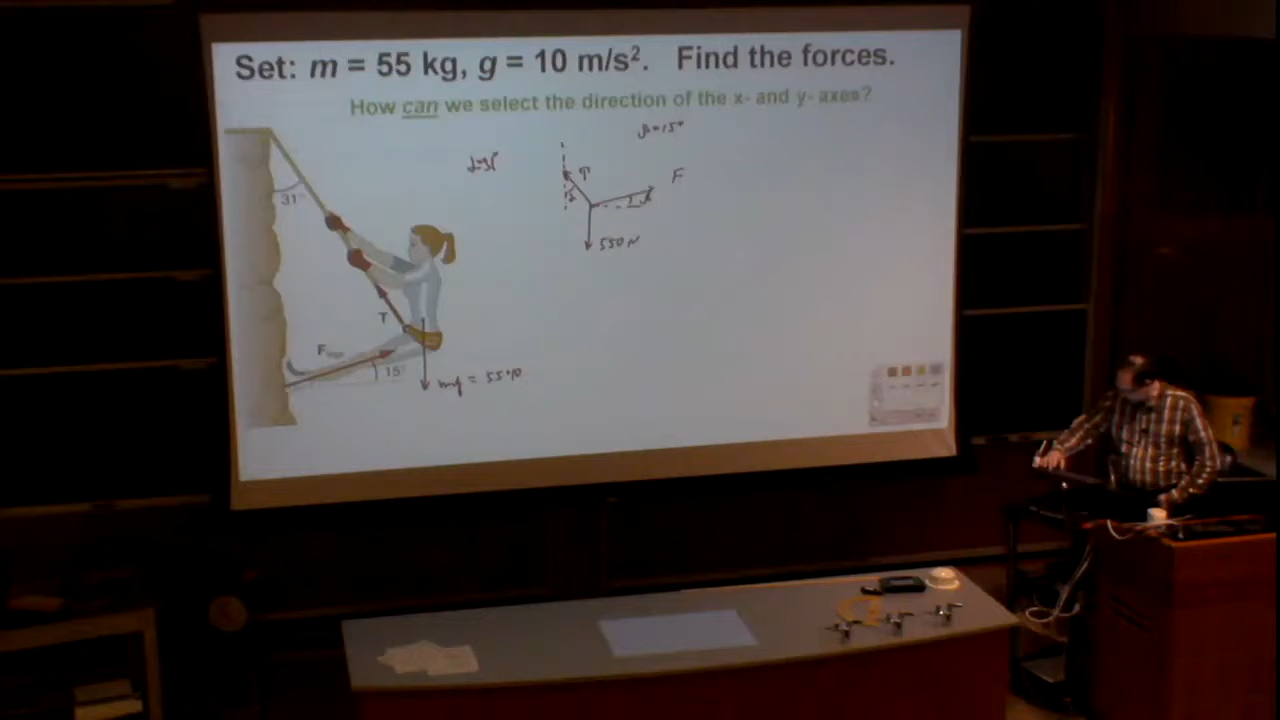 Set: m = 55 kg, g = 10 m/s². Find the forces.
How can we select the direction of the x- and y- axes?
β=15°
T
F
31°
550 N
T
15°
mg = 55·10